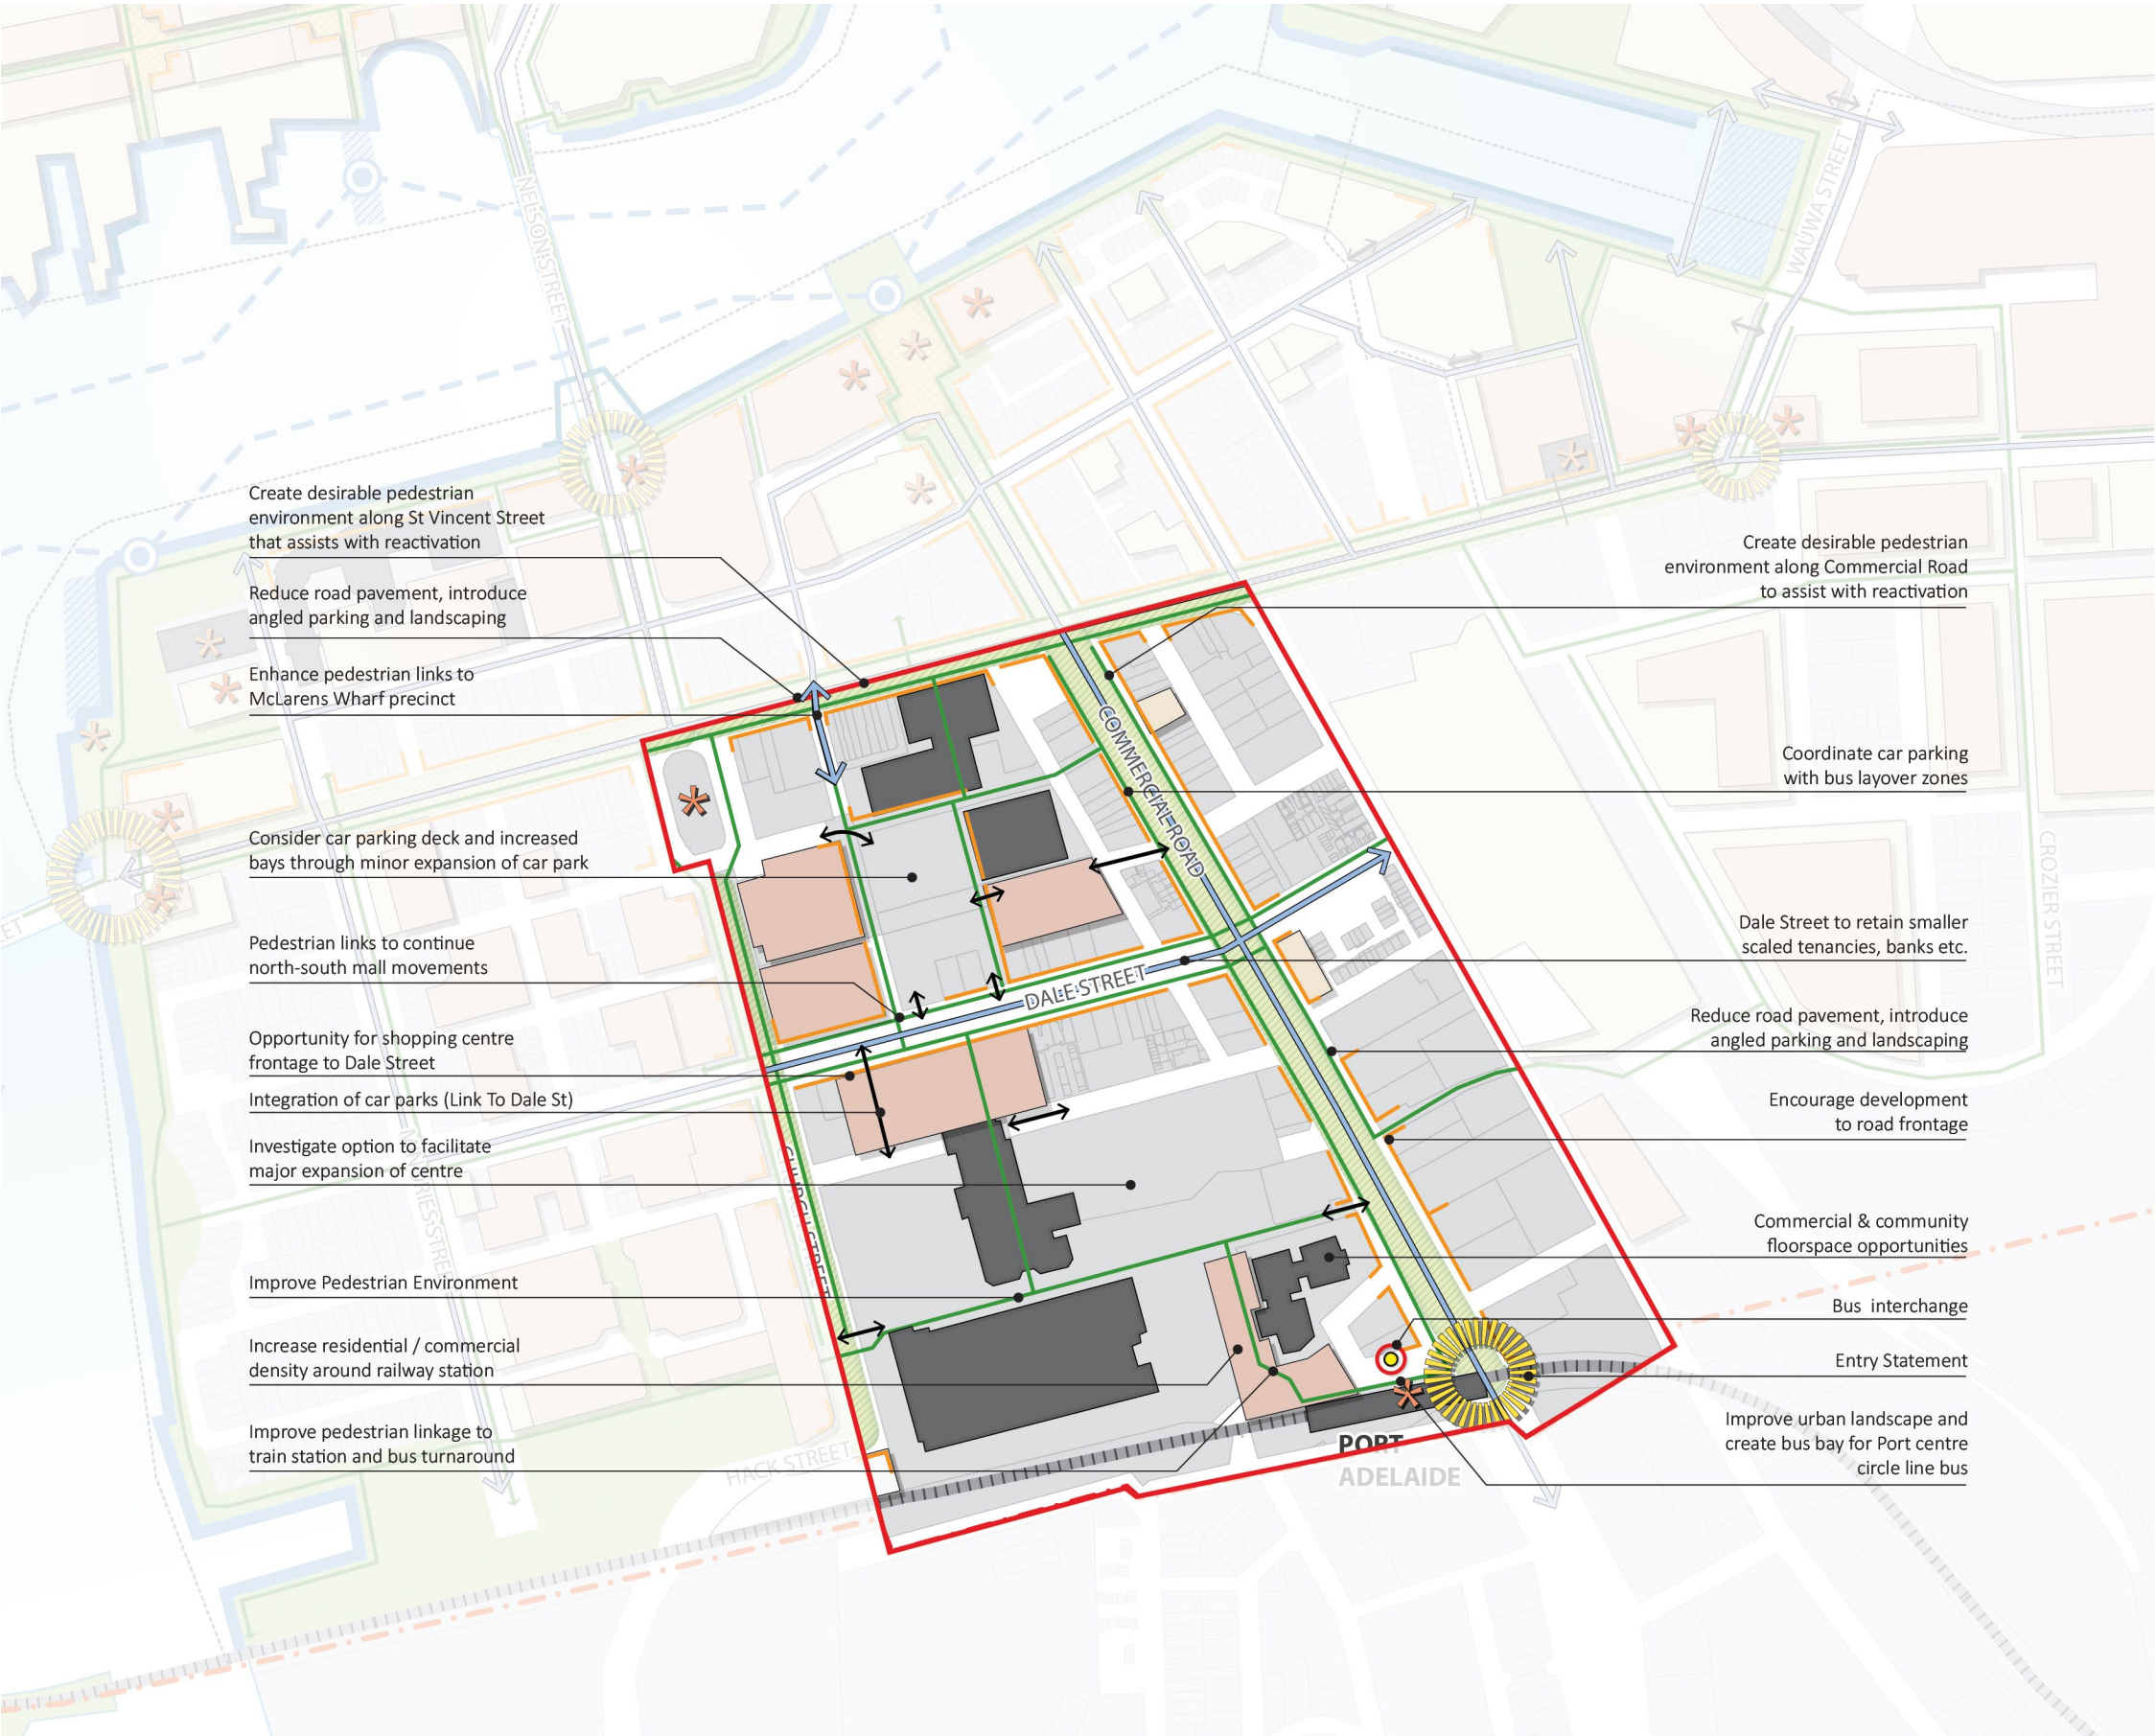 NELSON STREET
WAUWA STREET
Create desirable pedestrian
environment along St Vincent Street
that assists with reactivation
Reduce road pavement, introduce
angled parking and landscaping
Enhance pedestrian links to
McLarens Wharf precinct
Consider car parking deck and increased
bays through minor expansion of car park
Pedestrian links to continue
north-south mall movements
Opportunity for shopping centre
frontage to Dale Street
Integration of car parks (Link To Dale St)
Investigate option to facilitate
major expansion of centre
Improve Pedestrian Environment
Increase residential / commercial
density around railway station
Improve pedestrian linkage to
train station and bus turnaround
COMMERCIAL ROAD
DALE STREET
CHURCH STREET
HACK STREET
PORT
ADELAIDE
Create desirable pedestrian
environment along Commercial Road
to assist with reactivation
Coordinate car parking
with bus layover zones
Dale Street to retain smaller
scaled tenancies, banks etc.
Reduce road pavement, introduce
angled parking and landscaping
Encourage development
to road frontage
Commercial & community
floorspace opportunities
Bus interchange
Entry Statement
Improve urban landscape and
create bus bay for Port centre
circle line bus
CROZIER STREET